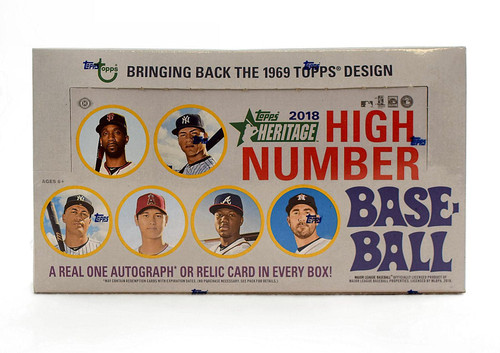 Topps
BRINGING BACK THE 1969 TOPPS® DESIGN
Topps
HERITAGE
2018
HIGH
NUMBER
AGES 6+
BASE-
BALL
A REAL ONE AUTOGRAPH* OR RELIC CARD IN EVERY BOX!